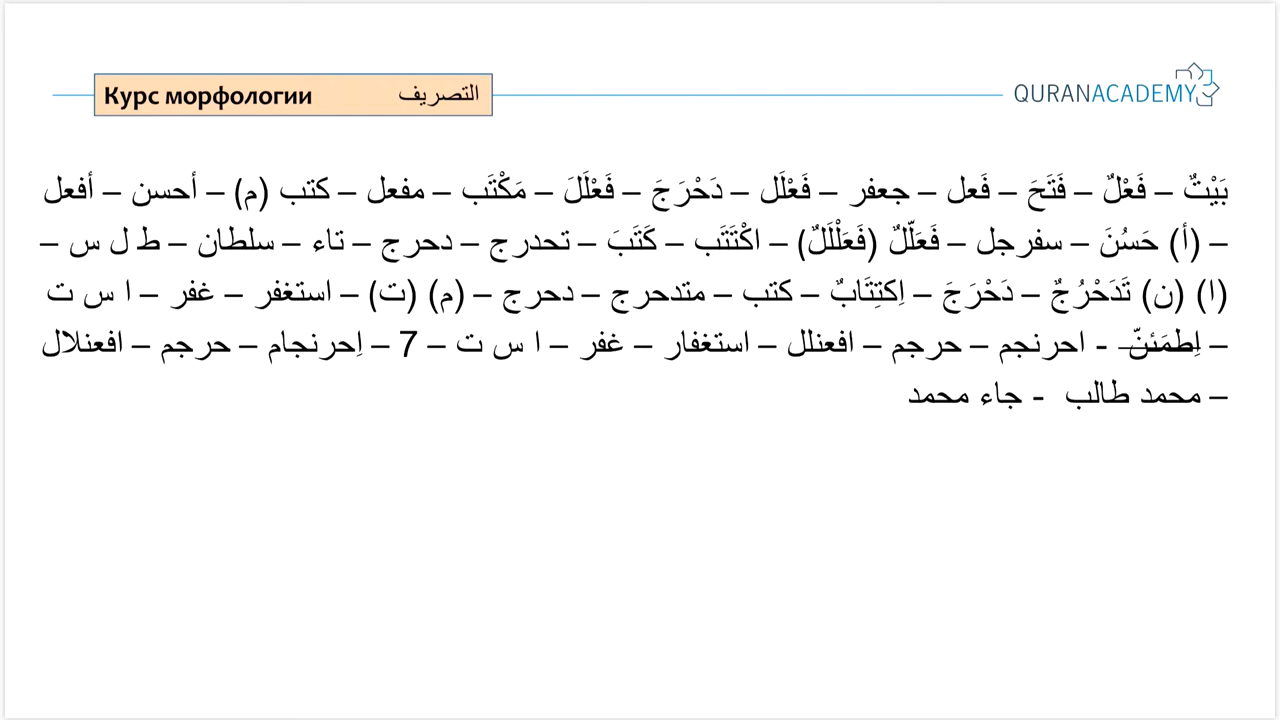 Курс морфологии التصريف
QURANACADEMY
بَيْتٌ – فَعْلٌ – فَتَحَ – فَعل – جعفر – فَعْلَل – دَحْرَجَ – فَعْلَلَ – مَكْتَب – مفعل – كتب (م) – أحسن – أفعل
– (أ) حَسُنَ – سفرجل – فَعَلّلٌ (فَعَلْلَلٌ) – اكْتَتَب – كَتَبَ – تحدرج – دحرج – تاء – سلطان – ط ل س –
(ا) (ن) تَدَحْرُجٌ – دَحْرَجَ – اِكتِتَابٌ – كتب – متدحرج – دحرج – (م) (ت) – استغفر – غفر – ا س ت
– اِطمَئنّ - احرنجم – حرجم – افعنلل – استغفار – غفر – ا س ت – 7 – اِحرنجام – حرجم – افعنلال
– محمد طالب - جاء محمد